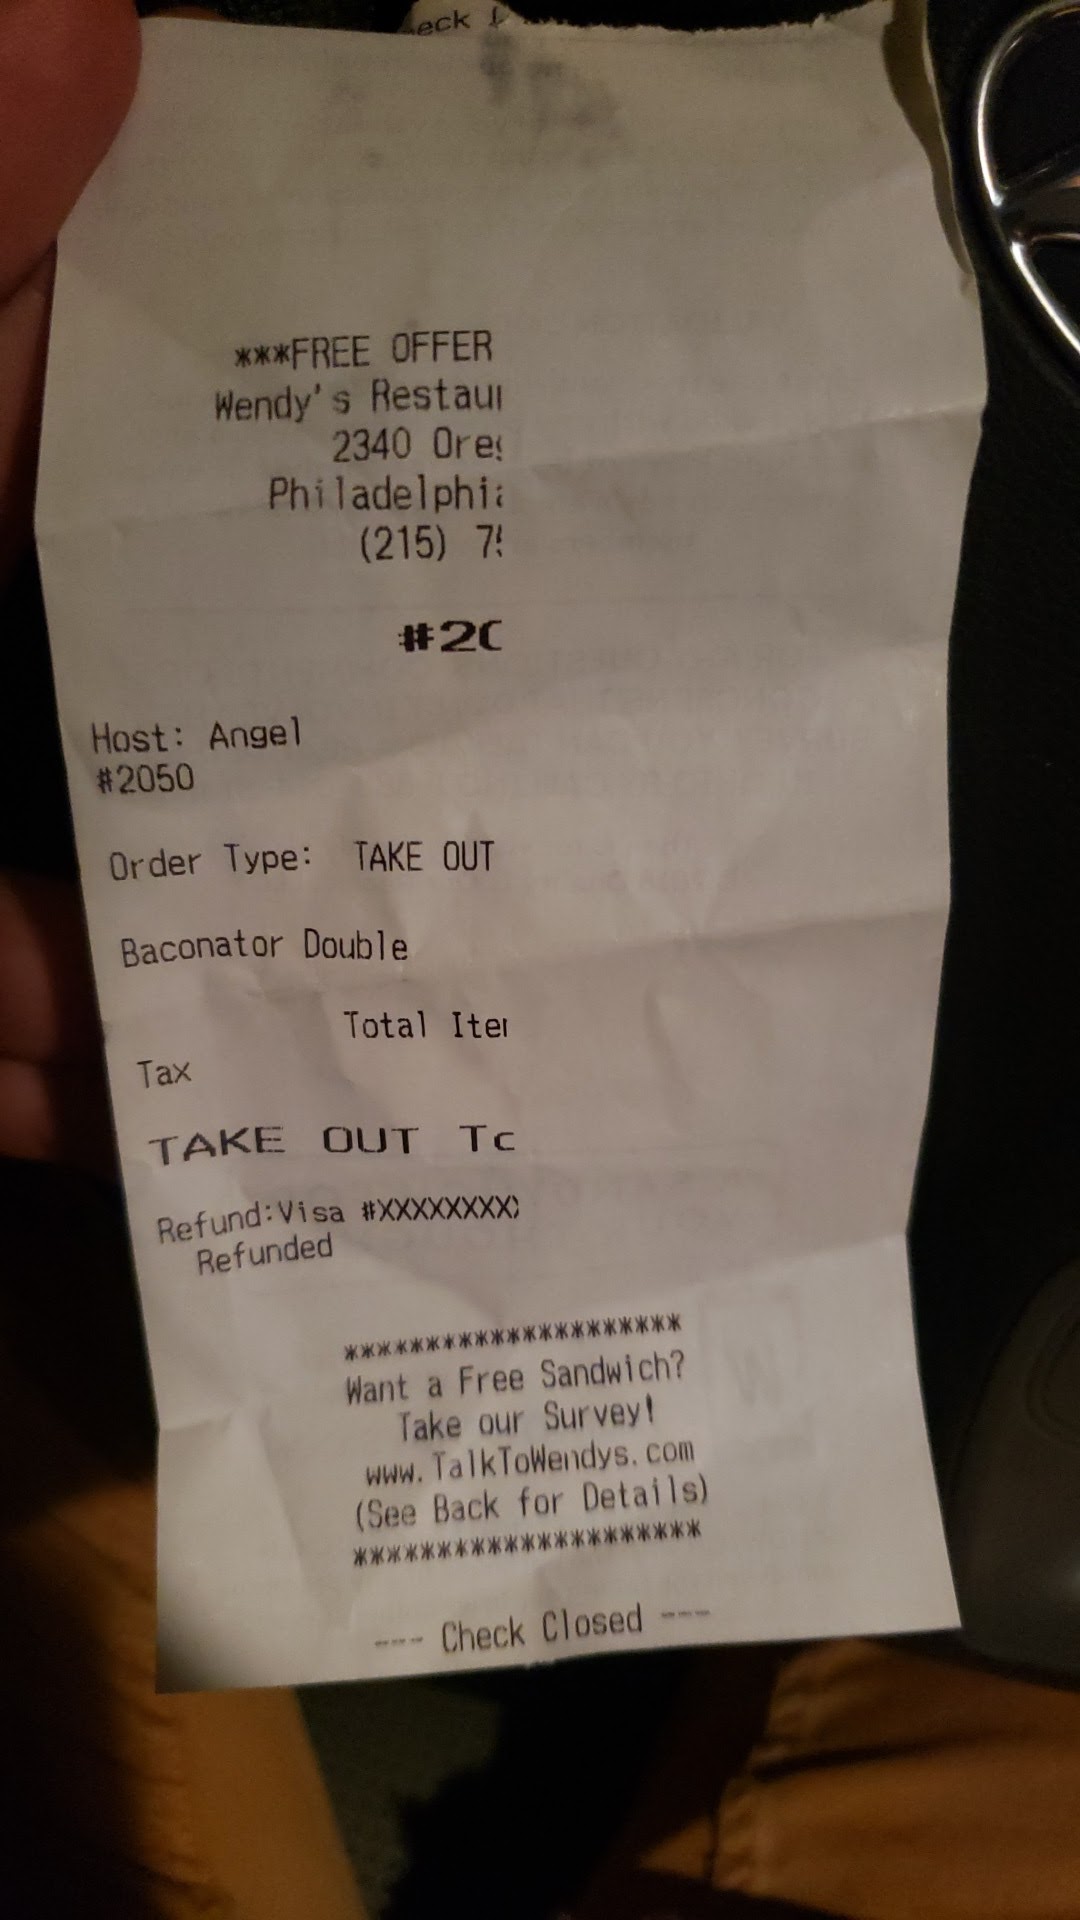 eck
***FREE OFFER
Wendy's Restau
2340 Ore
Philadelphi
(215) 7
#20
Host: Angel
#2050
Order Type: TAKE OUT
Baconator Double
Total Ite
Tax
TAKE OUT To
Refund:Visa #XXXXXXXX
Refunded
*********************
Want a Free Sandwich?
Take our Survey!
www.TalkToWendys.com
(See Back for Details)
*********************
--- Check Closed ---